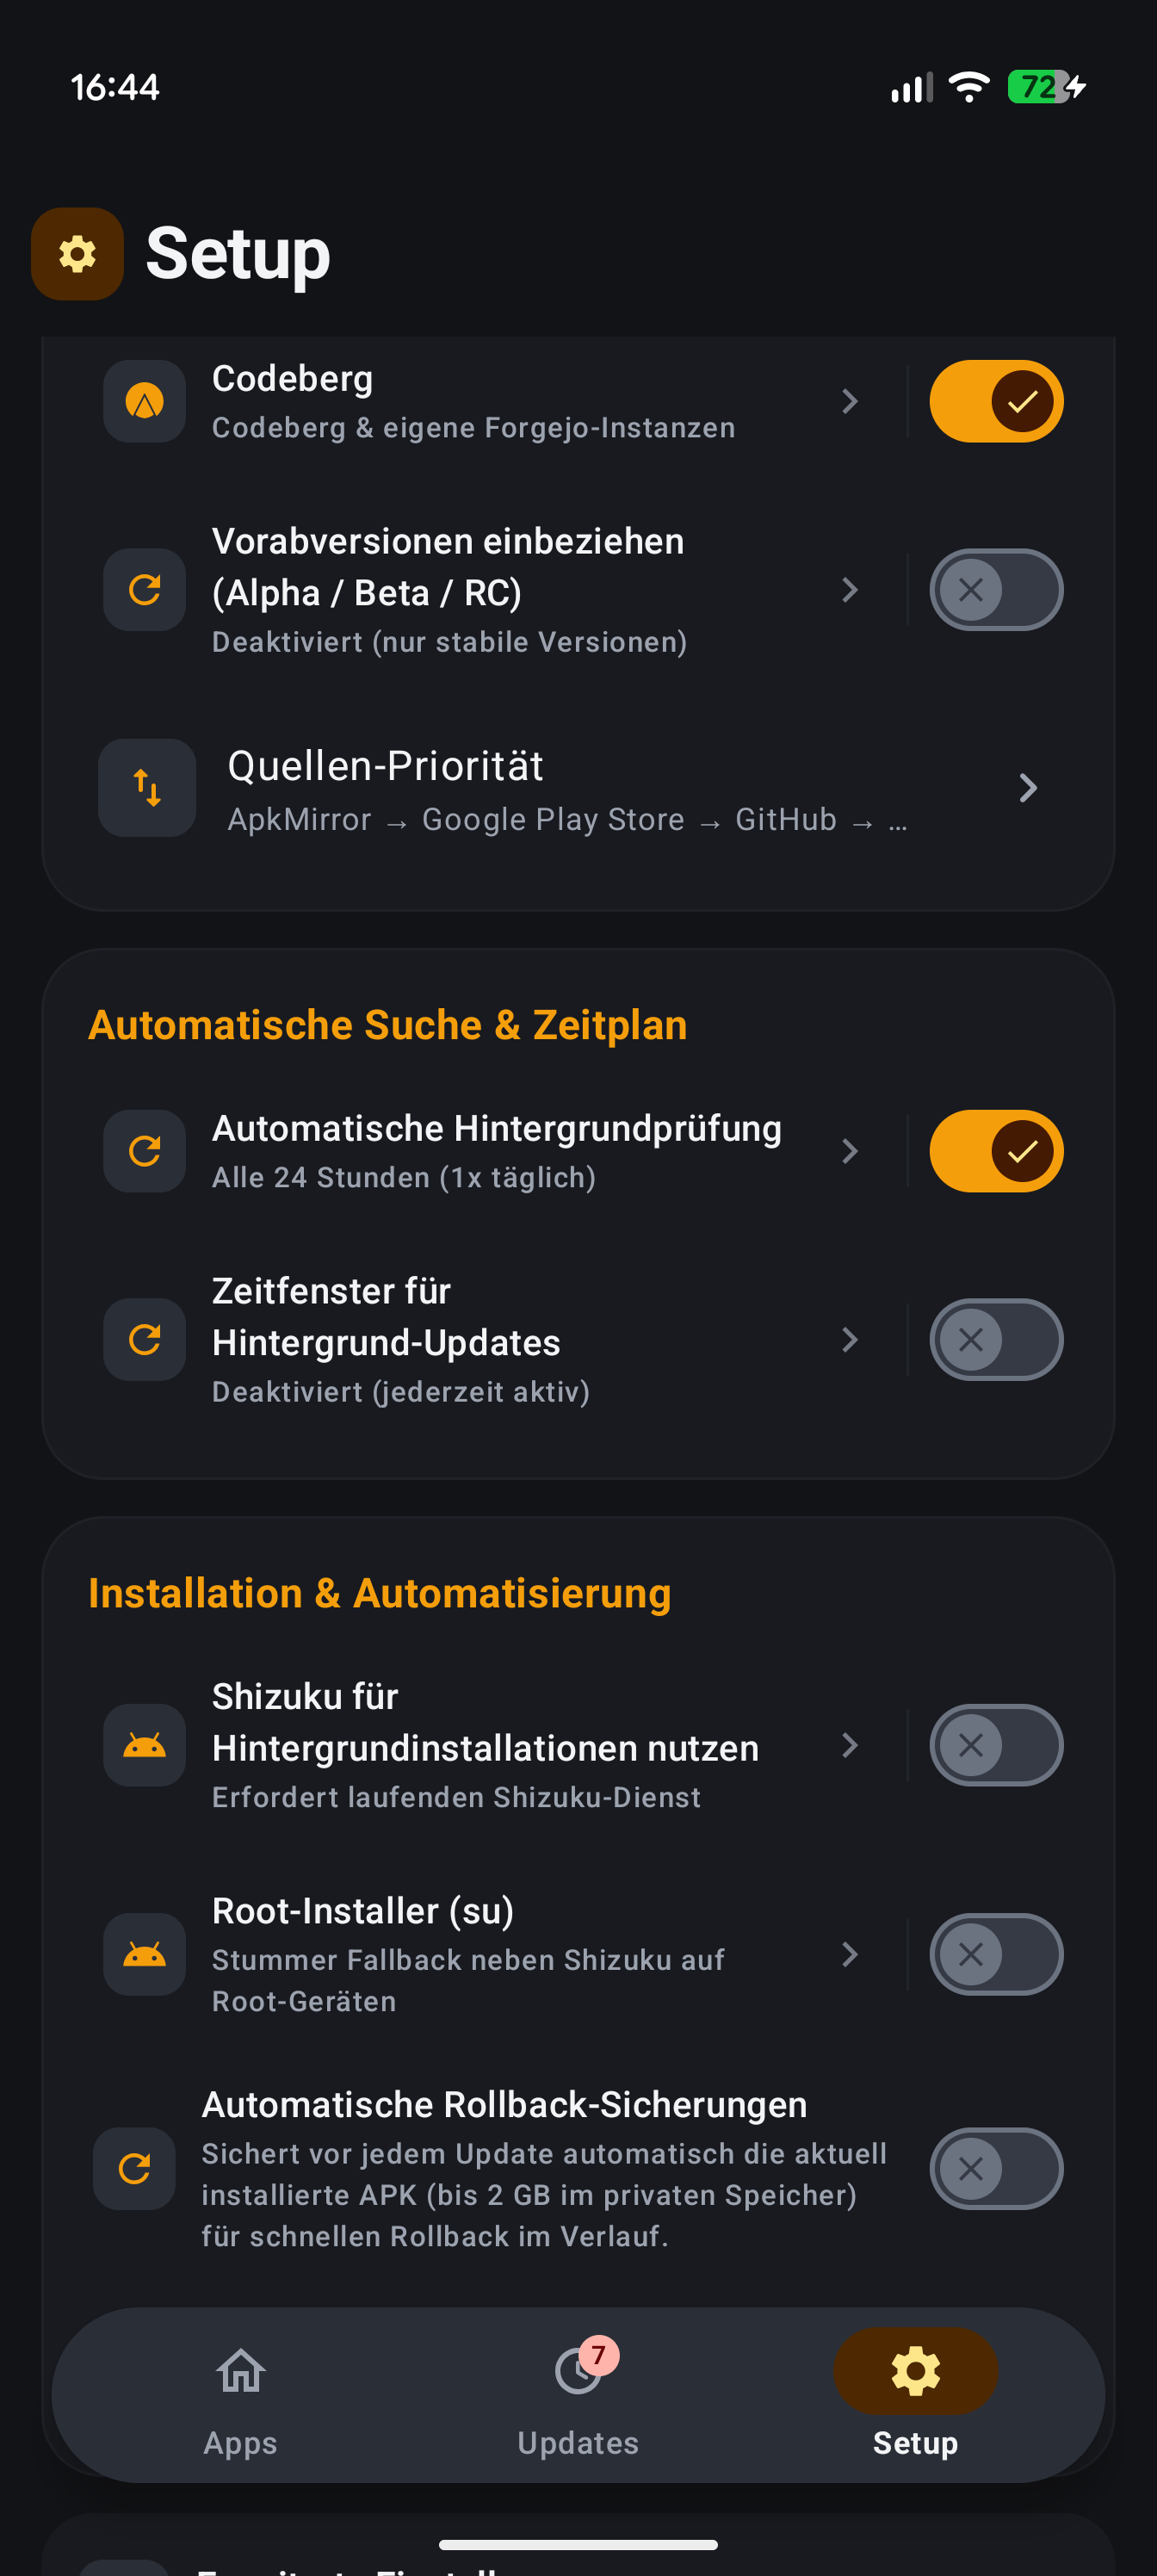 16:44
72
Setup
Codeberg
Codeberg & eigene Forgejo-Instanzen
Vorabversionen einbeziehen
(Alpha / Beta / RC)
Deaktiviert (nur stabile Versionen)
Quellen-Priorität
ApkMirror → Google Play Store → GitHub → …
Automatische Suche & Zeitplan
Automatische Hintergrundprüfung
Alle 24 Stunden (1x täglich)
Zeitfenster für
Hintergrund-Updates
Deaktiviert (jederzeit aktiv)
Installation & Automatisierung
Shizuku für
Hintergrundinstallationen nutzen
Erfordert laufenden Shizuku-Dienst
Root-Installer (su)
Stummer Fallback neben Shizuku auf
Root-Geräten
Automatische Rollback-Sicherungen
Sichert vor jedem Update automatisch die aktuell
installierte APK (bis 2 GB im privaten Speicher)
für schnellen Rollback im Verlauf.
7
Apps
Updates
Setup